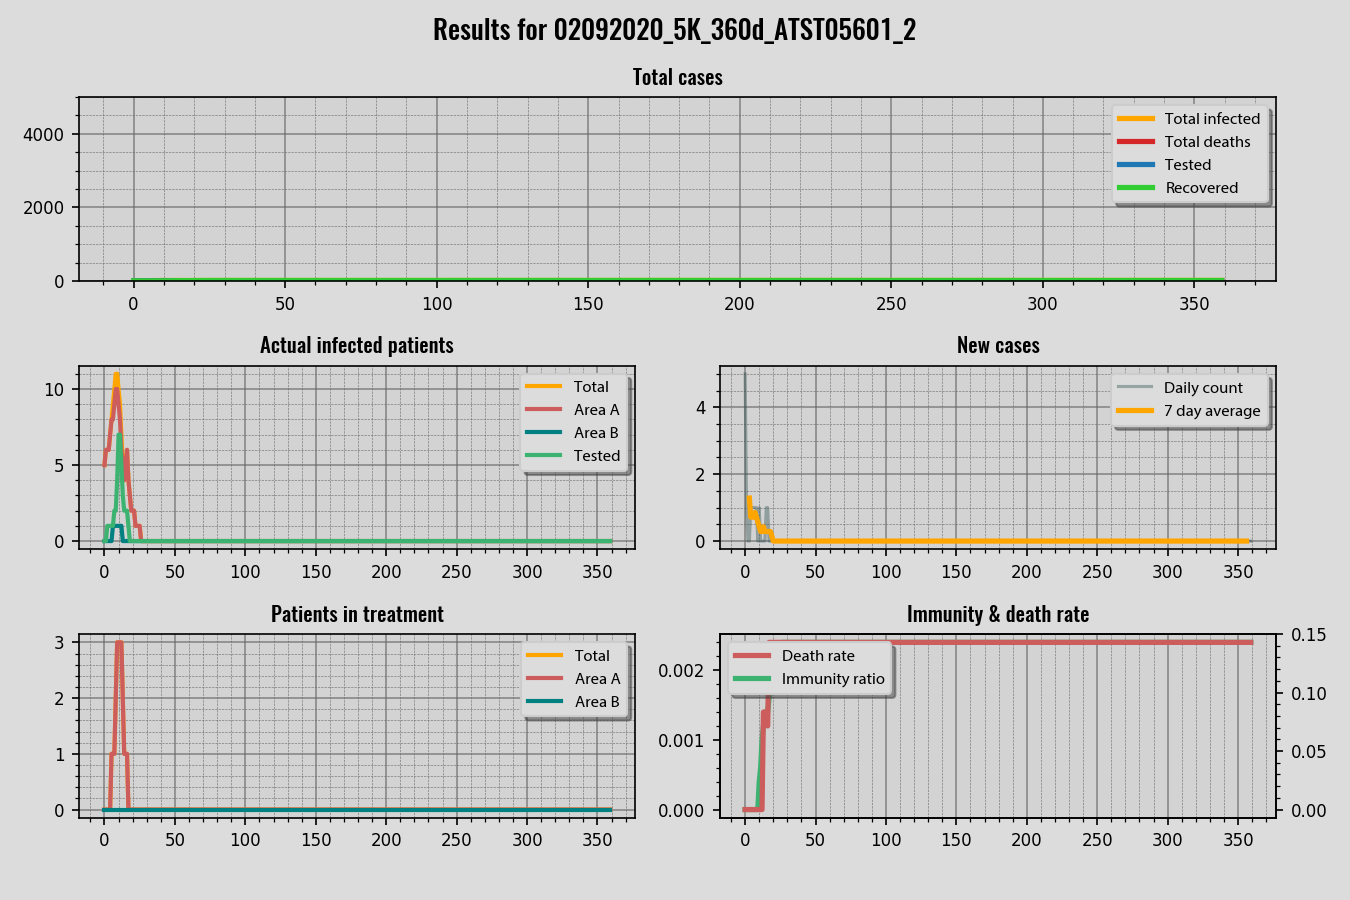 Results for 02092020_5K_360d_ATST05601_2
Total cases
4000
2000
0
Total infected
Total deaths
Tested
Recovered
0 50 100 150 200 250 300 350
Actual infected patients
10
5
0
Total
Area A
Area B
Tested
0 50 100 150 200 250 300 350
New cases
4
2
0
Daily count
7 day average
0 50 100 150 200 250 300 350
Patients in treatment
3
2
1
0
Total
Area A
Area B
0 50 100 150 200 250 300 350
Immunity & death rate
0.002
0.001
0.000
Death rate
Immunity ratio
0.15
0.10
0.05
0.00
0 50 100 150 200 250 300 350